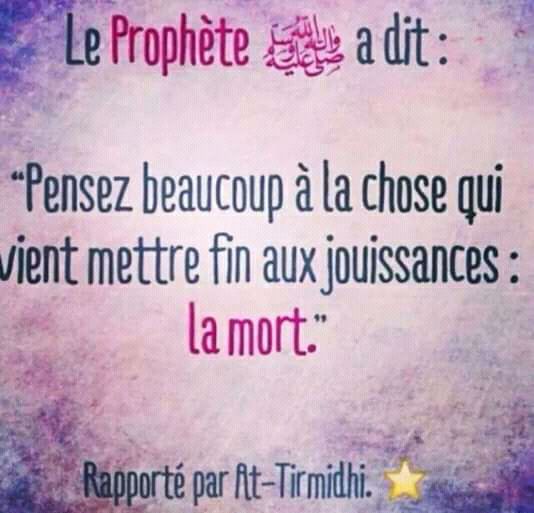 Le Prophète ﷺ a dit :
“Pensez beaucoup à la chose qui
vient mettre fin aux jouissances :
la mort.”
Rapporté par At-Tirmidhi.